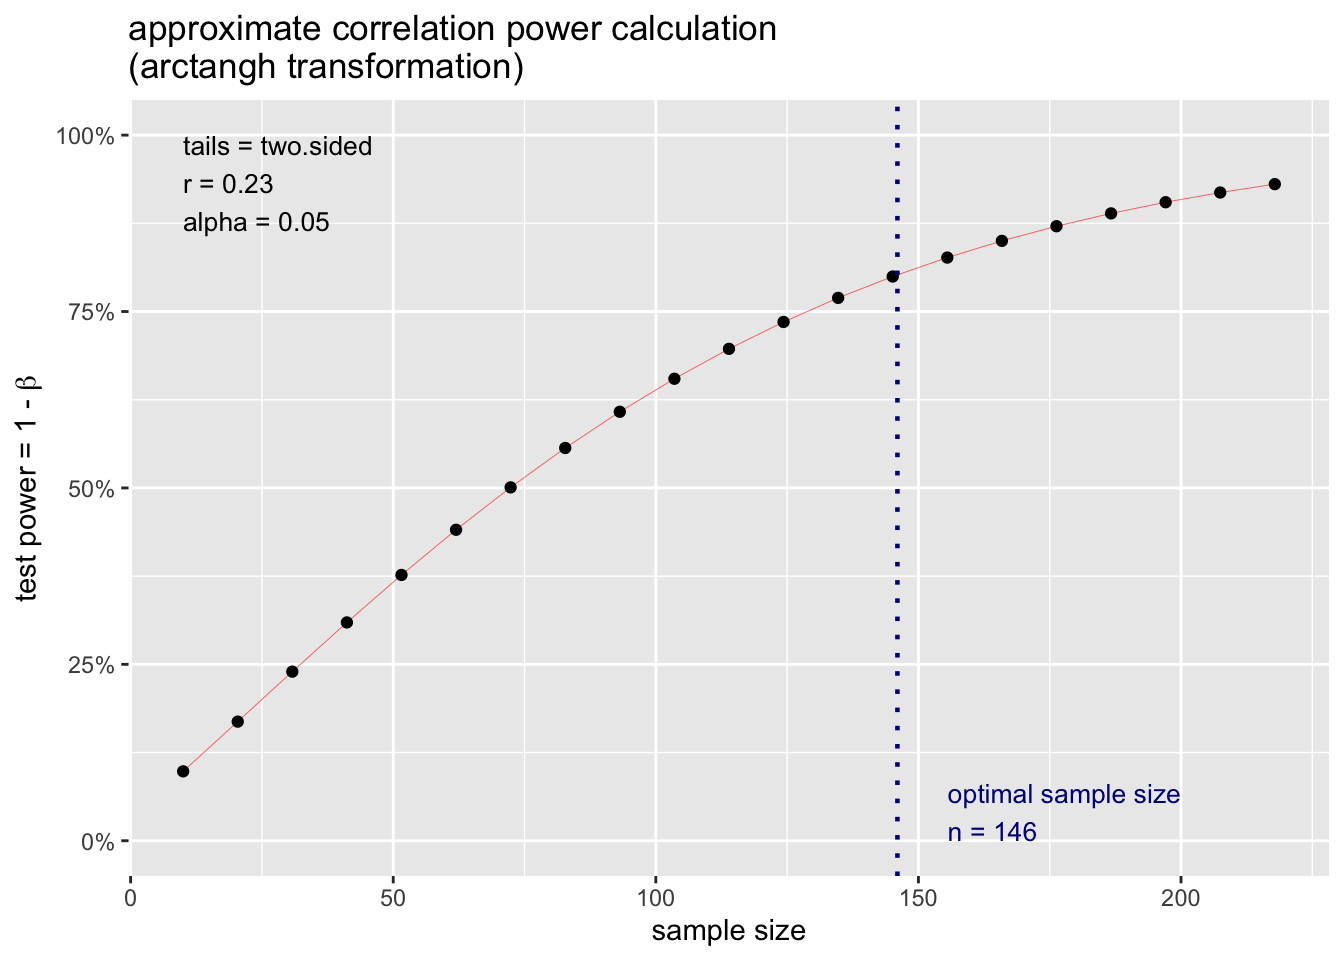 approximate correlation power calculation
(arctangh transformation)
100%
75%
50%
25%
0%
test power = 1 - β
tails = two.sided
r = 0.23
alpha = 0.05
optimal sample size
n = 146
0
50
100
150
200
sample size